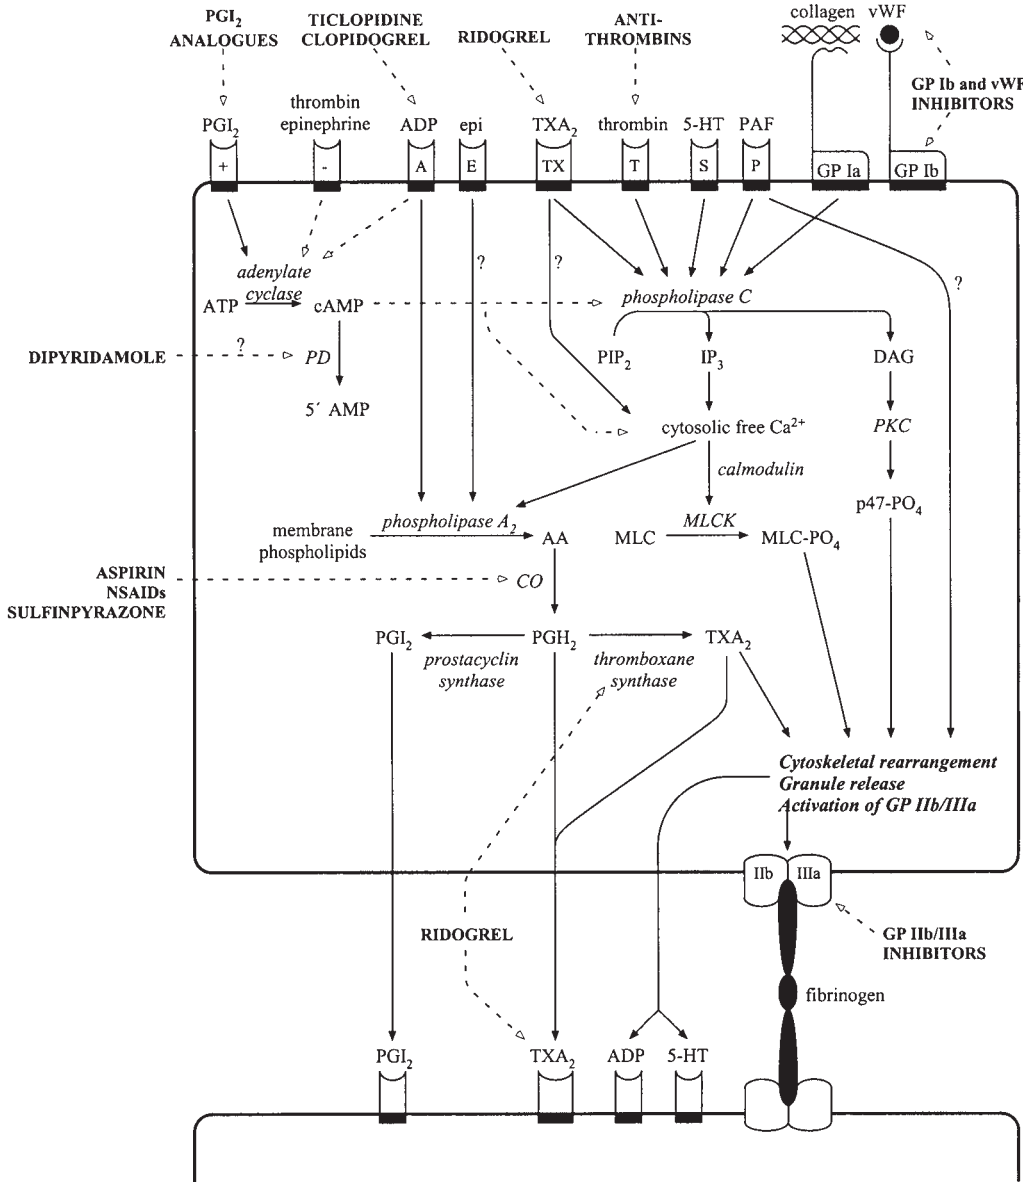 PGI2
ANALOGUES
TICLOPIDINE
CLOPIDOGREL
RIDOGREL
ANTI-
THROMBINS
collagen vWF
GP Ib and vWF
INHIBITORS
PGI2
thrombin
epinephrine
ADP
epi
TXA2
thrombin
5-HT
PAF
+
-
A
E
TX
T
S
P
GP Ia
GP Ib
adenylate
cyclase
ATP
cAMP
?
?
phospholipase C
?
DIPYRIDAMOLE
?
PD
PIP2
IP3
DAG
5´ AMP
cytosolic free Ca2+
PKC
calmodulin
p47-PO4
membrane
phospholipids
phospholipase A2
AA
MLC
MLCK
MLC-PO4
ASPIRIN
NSAIDs
SULFINPYRAZONE
CO
PGI2
PGH2
TXA2
prostacyclin
synthase
thromboxane
synthase
Cytoskeletal rearrangement
Granule release
Activation of GP IIb/IIIa
IIb
IIIa
RIDOGREL
GP IIb/IIIa
INHIBITORS
fibrinogen
PGI2
TXA2
ADP
5-HT